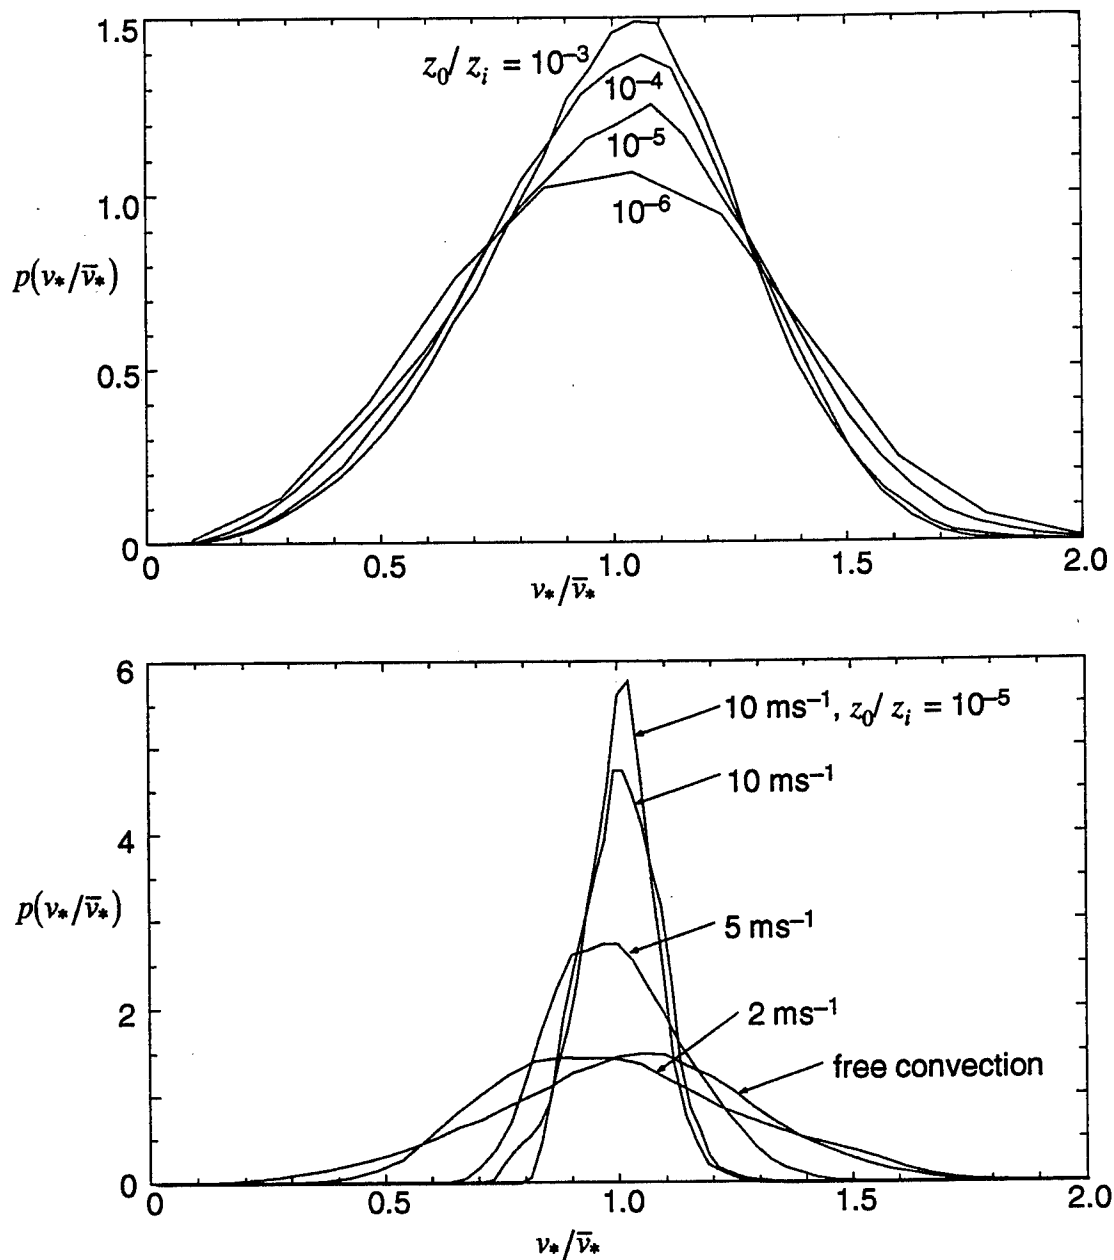 1.5
z₀/ zᵢ = 10⁻³
10⁻⁴
10⁻⁵
1.0
10⁻⁶
p(v*/v̅*)
0.5
0
0 0.5 1.0 1.5 2.0
v*/v̅*
6
10 ms⁻¹, z₀/ zᵢ = 10⁻⁵
10 ms⁻¹
4
p(v*/v̅*)
5 ms⁻¹
2
2 ms⁻¹
free convection
0
0 0.5 1.0 1.5 2.0
v*/v̅*